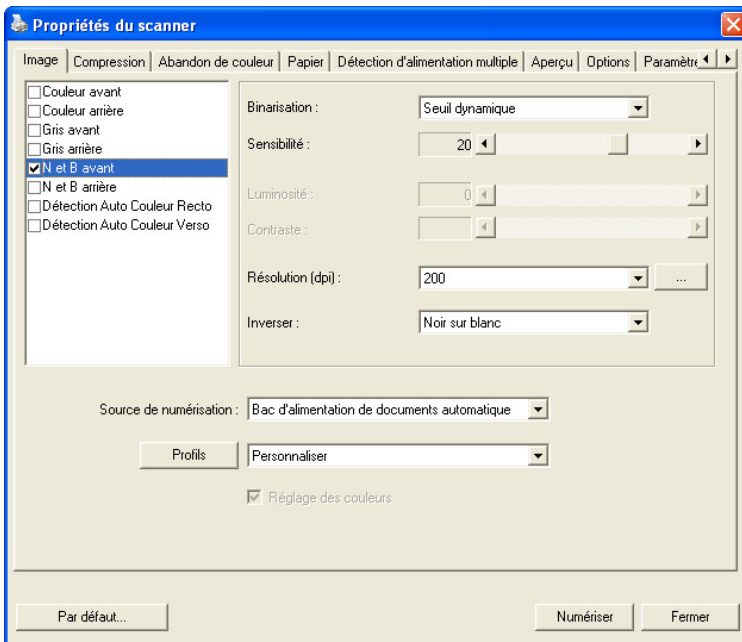 Propriétés du scanner
Image Compression Abandon de couleur Papier Détection d'alimentation multiple Aperçu Options Paramètre
Couleur avant
Couleur arrière
Gris avant
Gris arrière
N et B avant
N et B arrière
Détection Auto Couleur Recto
Détection Auto Couleur Verso
Binarisation : Seuil dynamique
Sensibilité : 20
Luminosité : 0
Contraste :
Résolution (dpi) : 200 ...
Inverser : Noir sur blanc
Source de numérisation : Bac d'alimentation de documents automatique
Profils Personnaliser
Réglage des couleurs
Par défaut... Numériser Fermer